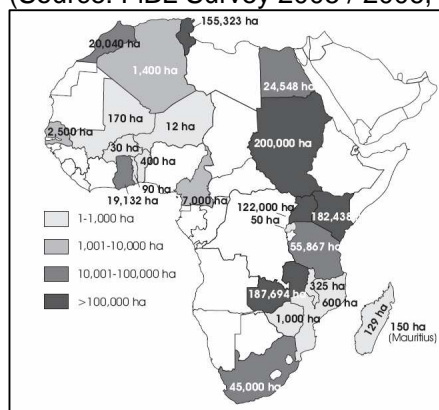 (Source: FiBL Survey
155,323 ha
20,040 ha
1,400 ha
24,548 ha
170 ha
12 ha
2,500 ha
30 ha
400 ha
200,000 ha
90 ha
19,132 ha
7,000 ha
122,000 ha
50 ha
182,438 ha
55,867 ha
187,694 ha
325 ha
600 ha
1,000 ha
129 ha
150 ha
(Mauritius)
45,000 ha
1-1,000 ha
1,001-10,000 ha
10,001-100,000 ha
>100,000 ha